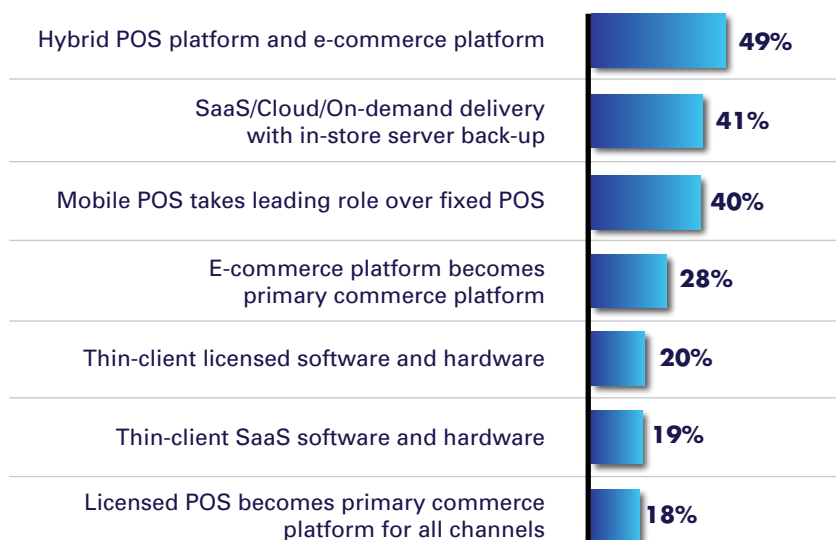 Hybrid POS platform and e-commerce platform
49%
SaaS/Cloud/On-demand delivery
with in-store server back-up
41%
Mobile POS takes leading role over fixed POS
40%
E-commerce platform becomes
primary commerce platform
28%
Thin-client licensed software and hardware
20%
Thin-client SaaS software and hardware
19%
Licensed POS becomes primary commerce
platform for all channels
18%